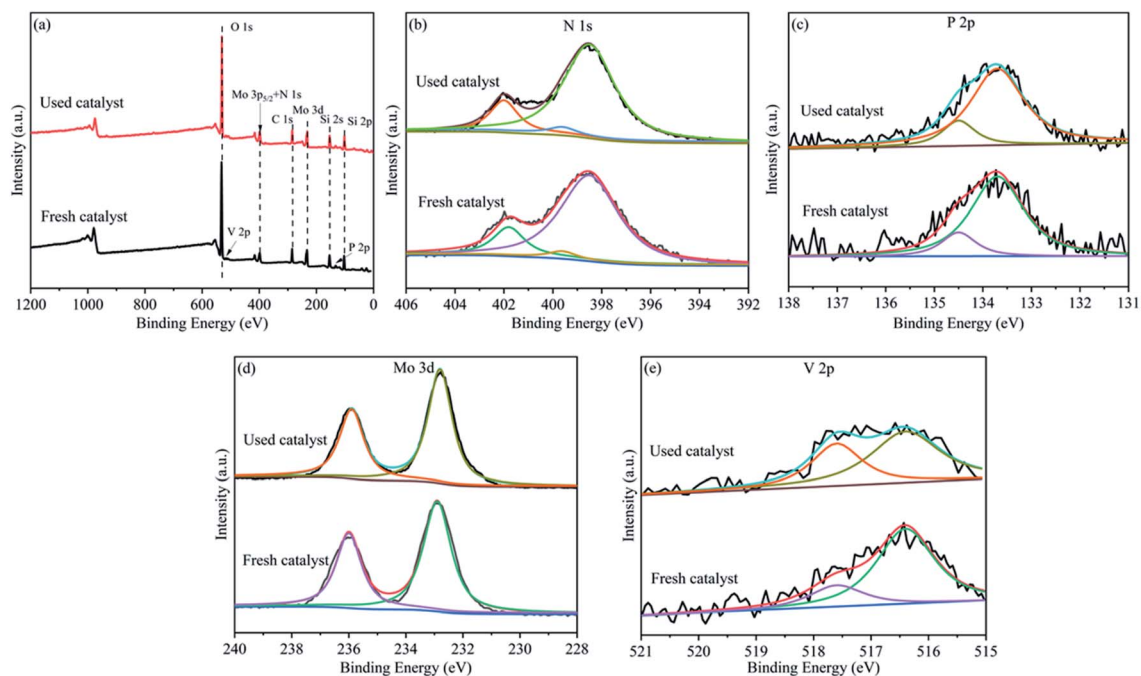 (a)
O 1s
Used catalyst
Mo 3p5/2+N 1s
C 1s
Mo 3d
Si 2s
Si 2p
Fresh catalyst
V 2p
P 2p
Intensity (a.u.)
1200 1000 800 600 400 200 0
Binding Energy (eV)
(b)
N 1s
Used catalyst
Fresh catalyst
Intensity (a.u.)
406 404 402 400 398 396 394 392
Binding Energy (eV)
(c)
P 2p
Used catalyst
Fresh catalyst
Intensity (a.u.)
138 137 136 135 134 133 132 131
Binding Energy (eV)
(d)
Mo 3d
Used catalyst
Fresh catalyst
Intensity (a.u.)
240 238 236 234 232 230 228
Binding Energy (eV)
(e)
V 2p
Used catalyst
Fresh catalyst
Intensity (a.u.)
521 520 519 518 517 516 515
Binding Energy (eV)